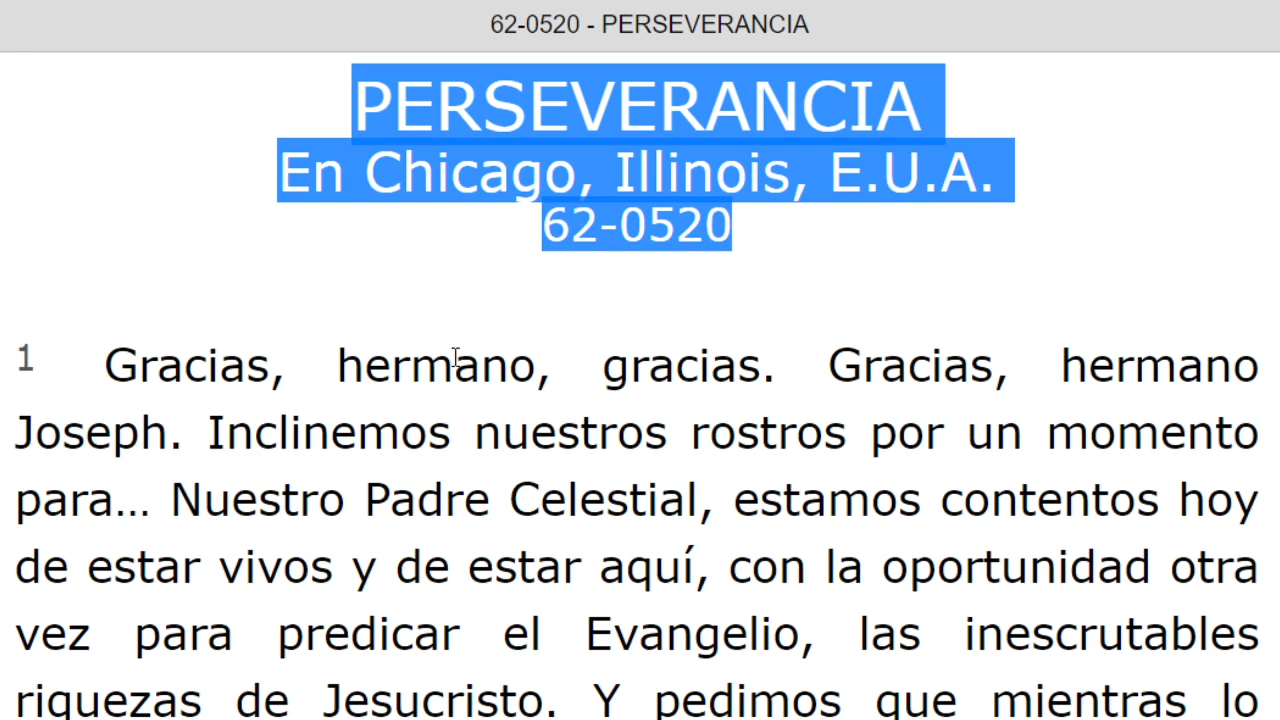 62-0520 - PERSEVERANCIA
PERSEVERANCIA
En Chicago, Illinois, E.U.A.
62-0520
1 Gracias, hermano, gracias. Gracias, hermano
Joseph. Inclinemos nuestros rostros por un momento
para… Nuestro Padre Celestial, estamos contentos hoy
de estar vivos y de estar aquí, con la oportunidad otra
vez para predicar el Evangelio, las inescrutables
riquezas de Jesucristo. Y pedimos que mientras lo